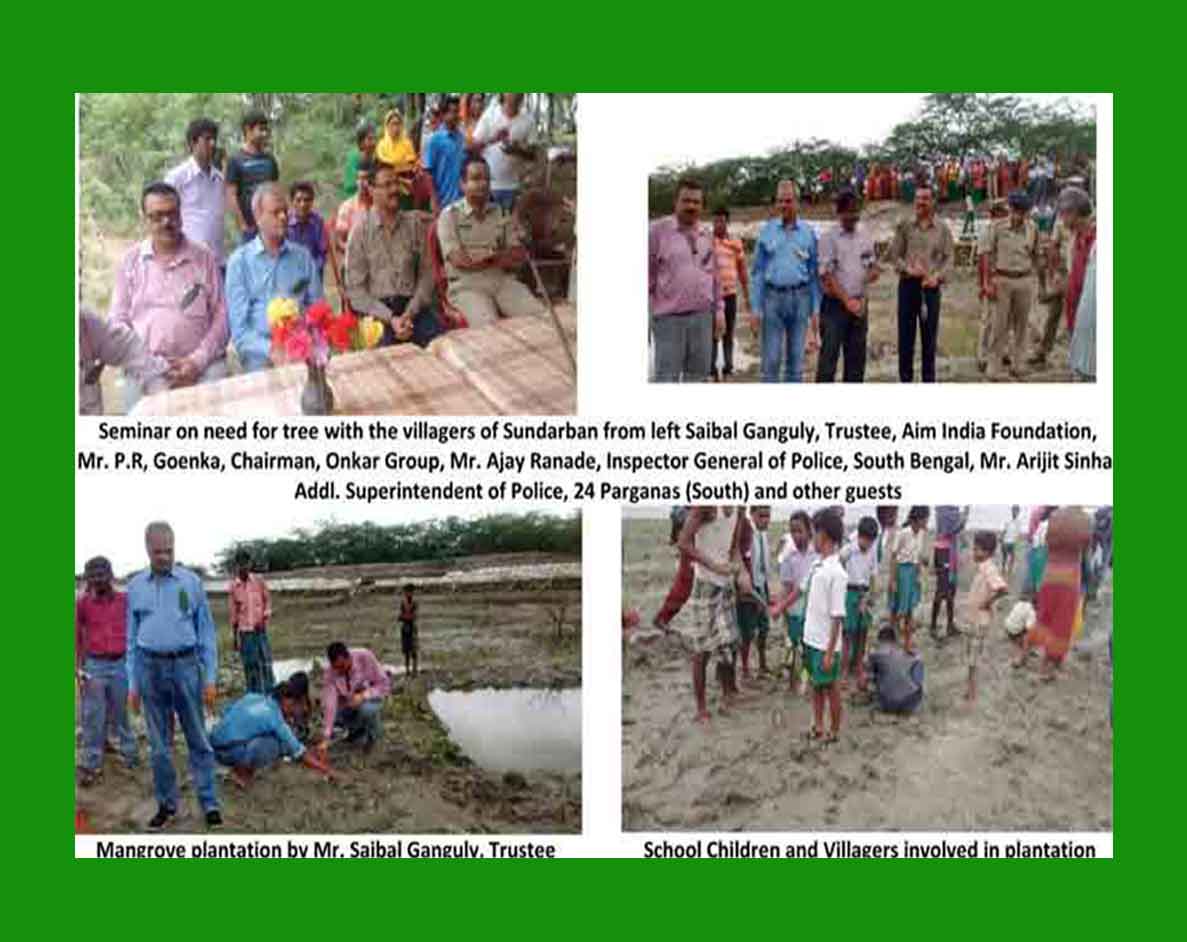 Seminar on need for tree with the villagers of Sundarban from left Saibal Ganguly, Trustee, Aim India Foundation,
Mr. P.R, Goenka, Chairman, Onkar Group, Mr. Ajay Ranade, Inspector General of Police, South Bengal, Mr. Arijit Sinha
Addl. Superintendent of Police, 24 Parganas (South) and other guests
Mangrove plantation by Mr. Saibal Ganguly, Trustee
School Children and Villagers involved in plantation